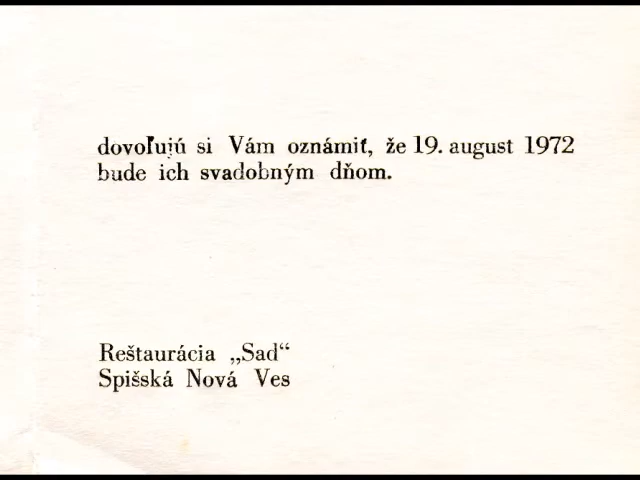 dovoľujú si Vám oznámiť, že 19. august 1972
bude ich svadobným dňom.
Reštaurácia „Sad“
Spišská Nová Ves